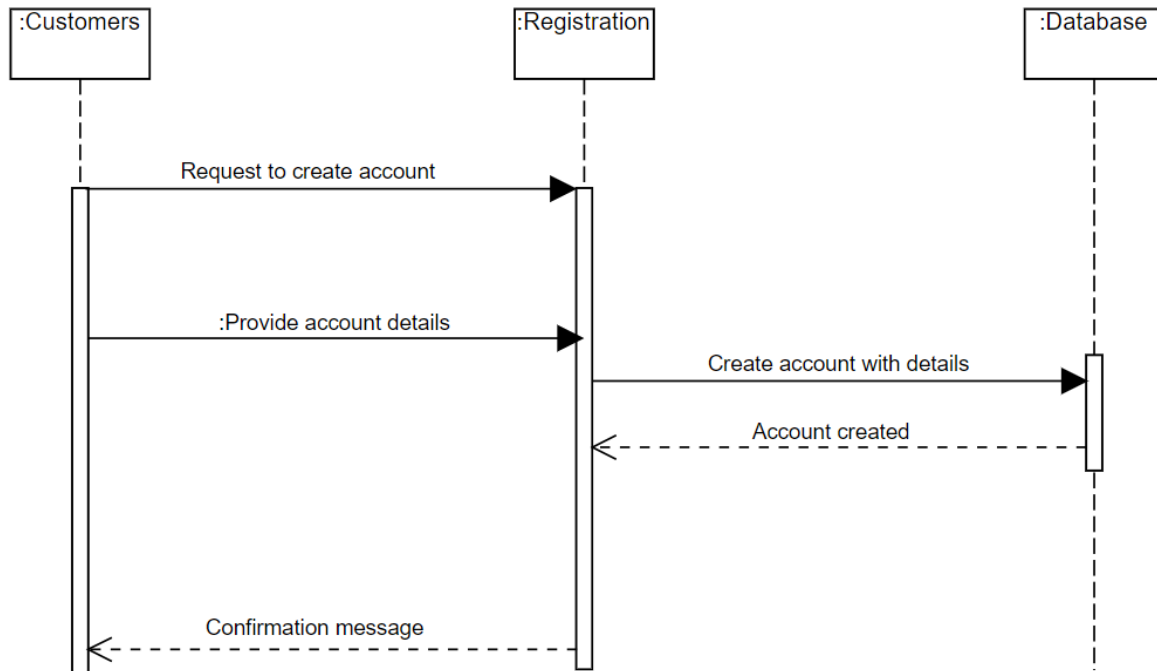 :Customers
:Registration
:Database
Request to create account
:Provide account details
Create account with details
Account created
Confirmation message